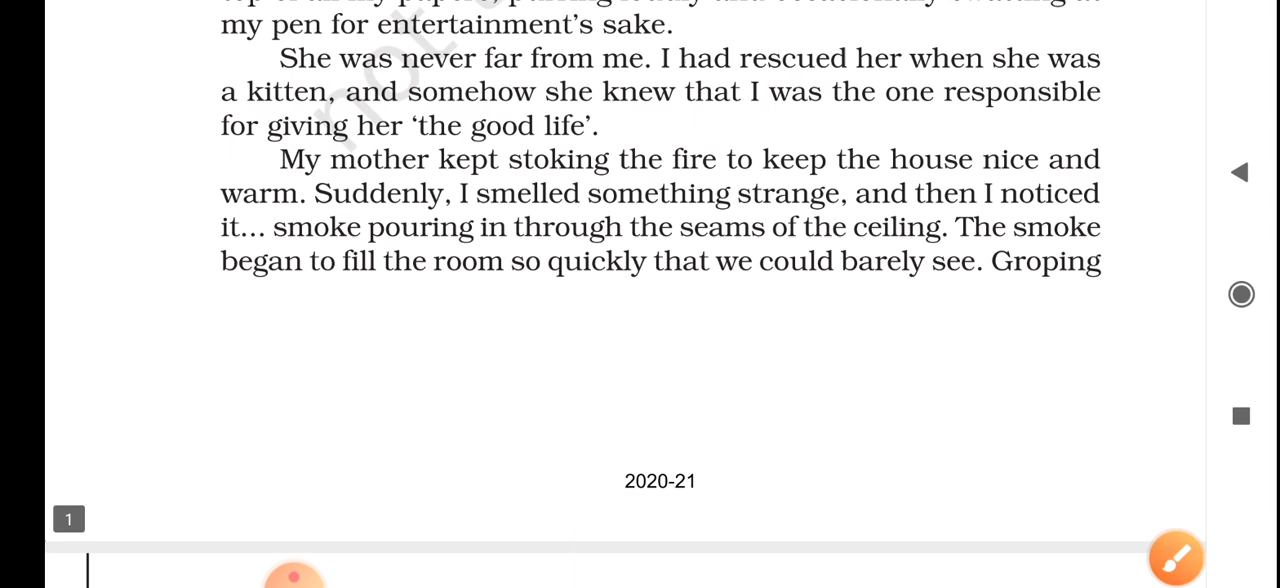 my pen for entertainment's sake.
She was never far from me. I had rescued her when she was
a kitten, and somehow she knew that I was the one responsible
for giving her ‘the good life’.
My mother kept stoking the fire to keep the house nice and
warm. Suddenly, I smelled something strange, and then I noticed
it... smoke pouring in through the seams of the ceiling. The smoke
began to fill the room so quickly that we could barely see. Groping
not
2020-21
1